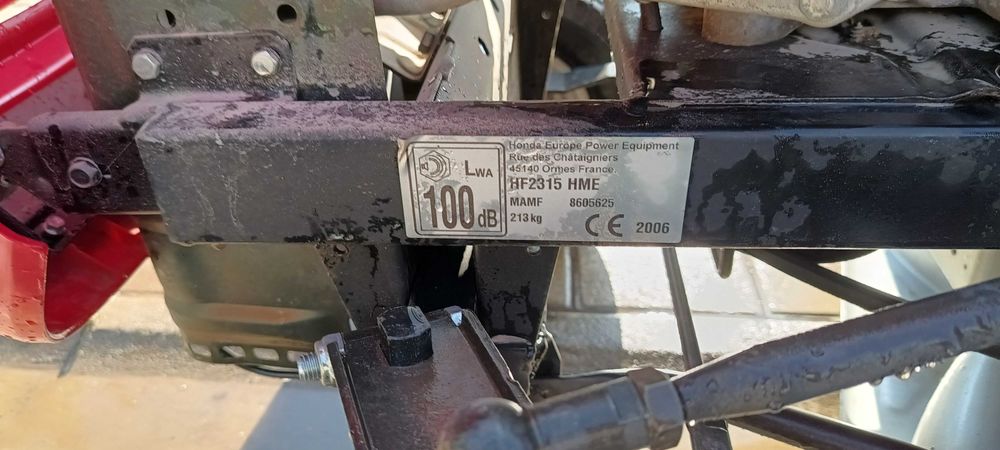 LWA
100 dB
Honda Europe Power Equipment
Rue des Châtaigniers
45140 Ormes France.
HF2315 HME
MAMF 8605625
213 kg
CE 2006